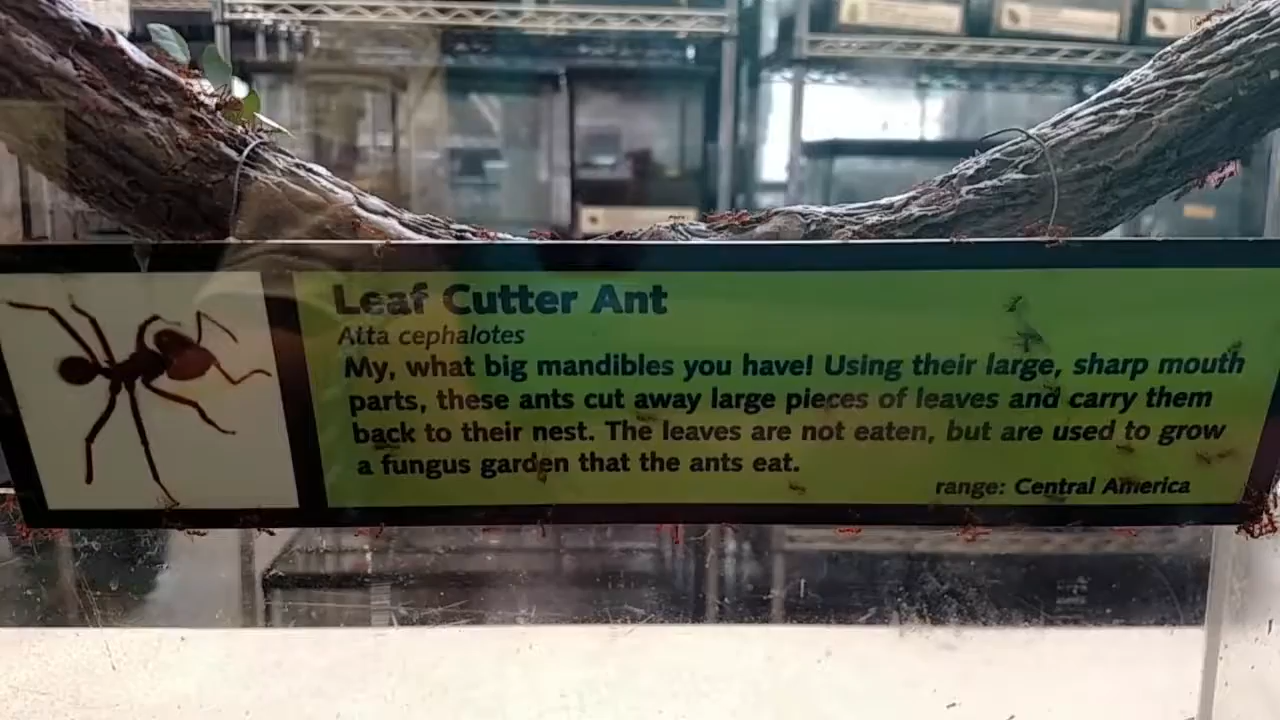 Leaf Cutter Ant
Atta cephalotes
My, what big mandibles you have! Using their large, sharp mouth
parts, these ants cut away large pieces of leaves and carry them
back to their nest. The leaves are not eaten, but are used to grow
a fungus garden that the ants eat.
range: Central America